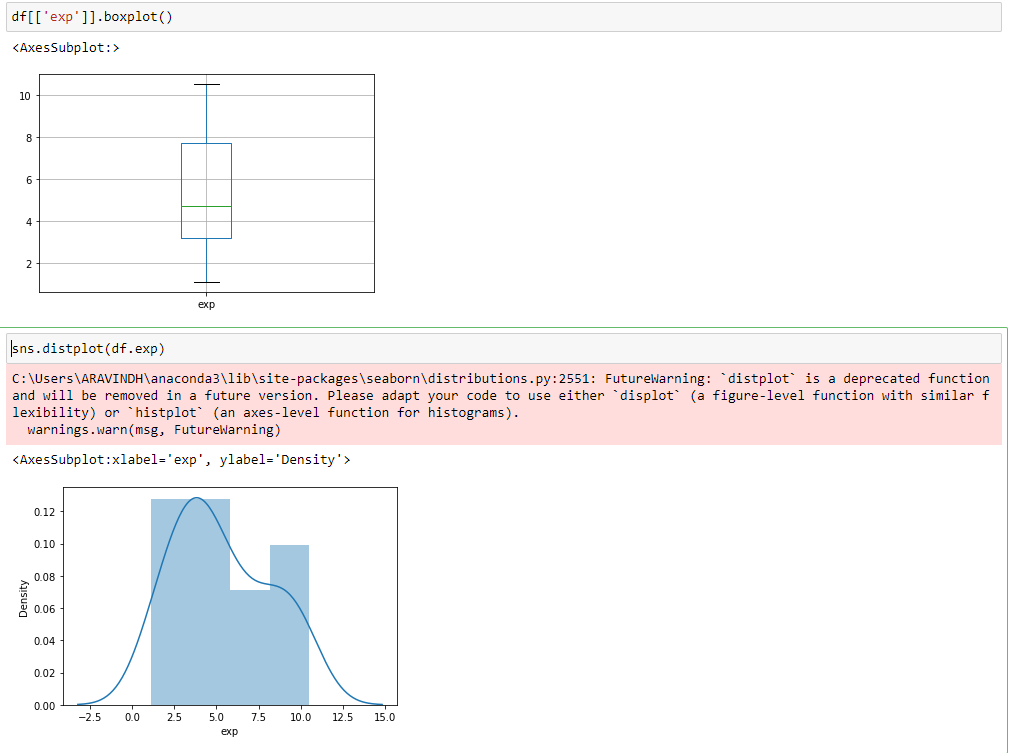 df[['exp']].boxplot()
<AxesSubplot:>
10
8
6
4
2
exp
sns.distplot(df.exp)
C:\Users\ARAVINDH\anaconda3\lib\site-packages\seaborn\distributions.py:2551: FutureWarning: `distplot` is a deprecated function
and will be removed in a future version. Please adapt your code to use either `displot` (a figure-level function with similar f
lexibility) or `histplot` (an axes-level function for histograms).
  warnings.warn(msg, FutureWarning)
<AxesSubplot:xlabel='exp', ylabel='Density'>
0.12
0.10
0.08
0.06
0.04
0.02
0.00
Density
−2.5 0.0 2.5 5.0 7.5 10.0 12.5 15.0
exp